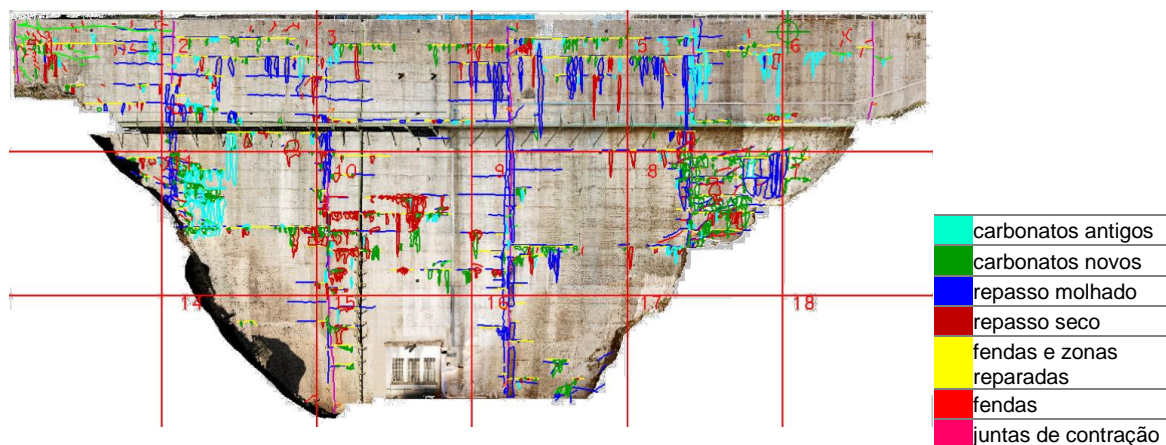 2 3 4 5 6
10 9 8 7
14 15 16 17 18
carbonatos antigos
carbonatos novos
repasso molhado
repasso seco
fendas e zonas
reparadas
fendas
juntas de contração